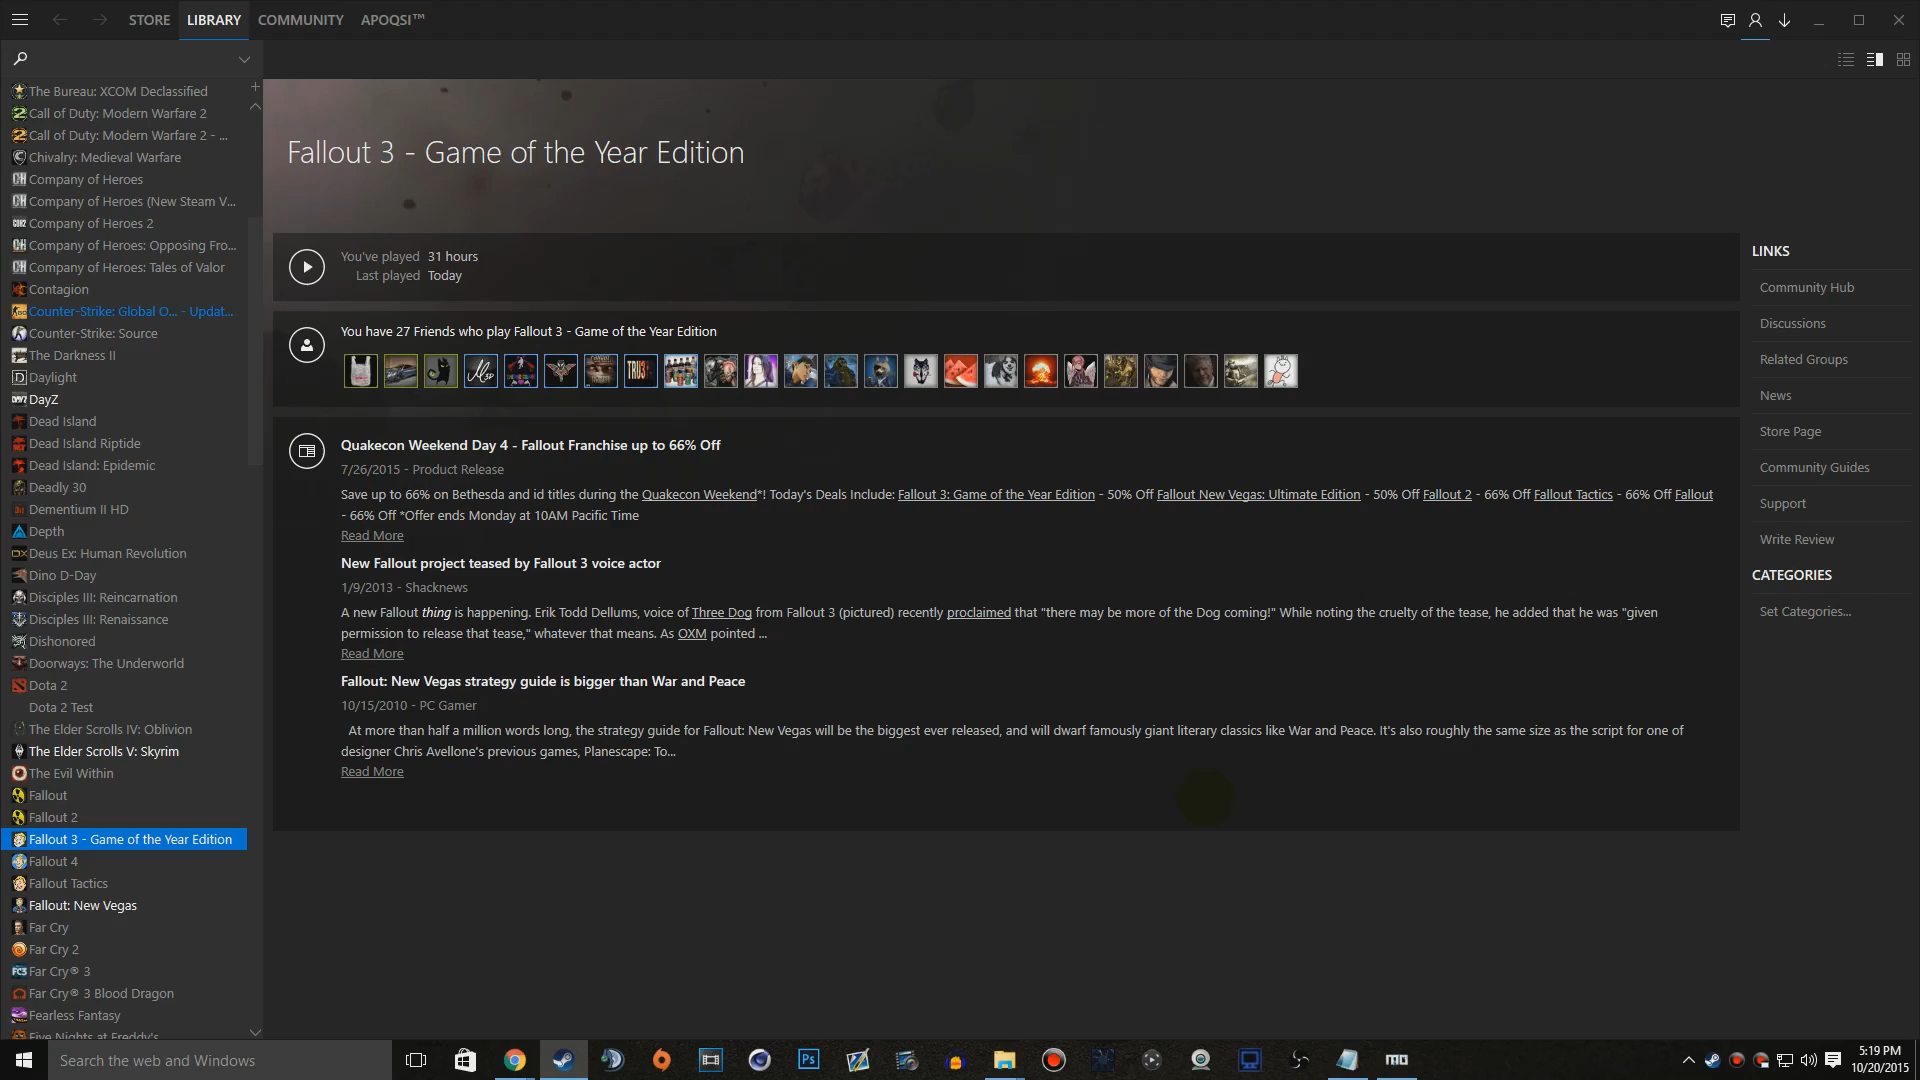 STORE LIBRARY COMMUNITY APOQSI™
The Bureau: XCOM Declassified
Call of Duty: Modern Warfare 2
Call of Duty: Modern Warfare 2 - ...
Chivalry: Medieval Warfare
Company of Heroes
Company of Heroes (New Steam V...
Company of Heroes 2
Company of Heroes: Opposing Fro...
Company of Heroes: Tales of Valor
Contagion
Counter-Strike: Global O... - Updat...
Counter-Strike: Source
The Darkness II
Daylight
DayZ
Dead Island
Dead Island Riptide
Dead Island: Epidemic
Deadly 30
Dementium II HD
Depth
Deus Ex: Human Revolution
Dino D-Day
Disciples III: Reincarnation
Disciples III: Renaissance
Dishonored
Doorways: The Underworld
Dota 2
Dota 2 Test
The Elder Scrolls IV: Oblivion
The Elder Scrolls V: Skyrim
The Evil Within
Fallout
Fallout 2
Fallout 3 - Game of the Year Edition
Fallout 4
Fallout Tactics
Fallout: New Vegas
Far Cry
Far Cry 2
Far Cry® 3
Far Cry® 3 Blood Dragon
Fearless Fantasy
Five Nights at Freddy's
Fallout 3 - Game of the Year Edition
You've played 31 hours
Last played Today
You have 27 Friends who play Fallout 3 - Game of the Year Edition
Quakecon Weekend Day 4 - Fallout Franchise up to 66% Off
7/26/2015 - Product Release
Save up to 66% on Bethesda and id titles during the Quakecon Weekend*! Today's Deals Include: Fallout 3: Game of the Year Edition - 50% Off Fallout New Vegas: Ultimate Edition - 50% Off Fallout 2 - 66% Off Fallout Tactics - 66% Off Fallout
- 66% Off *Offer ends Monday at 10AM Pacific Time
Read More
New Fallout project teased by Fallout 3 voice actor
1/9/2013 - Shacknews
A new Fallout thing is happening. Erik Todd Dellums, voice of Three Dog from Fallout 3 (pictured) recently proclaimed that "there may be more of the Dog coming!" While noting the cruelty of the tease, he added that he was "given
permission to release that tease," whatever that means. As OXM pointed ...
Read More
Fallout: New Vegas strategy guide is bigger than War and Peace
10/15/2010 - PC Gamer
At more than half a million words long, the strategy guide for Fallout: New Vegas will be the biggest ever released, and will dwarf famously giant literary classics like War and Peace. It's also roughly the same size as the script for one of
designer Chris Avellone's previous games, Planescape: To...
Read More
LINKS
Community Hub
Discussions
Related Groups
News
Store Page
Community Guides
Support
Write Review
CATEGORIES
Set Categories...
Search the web and Windows
Ps
MO
5:19 PM
10/20/2015